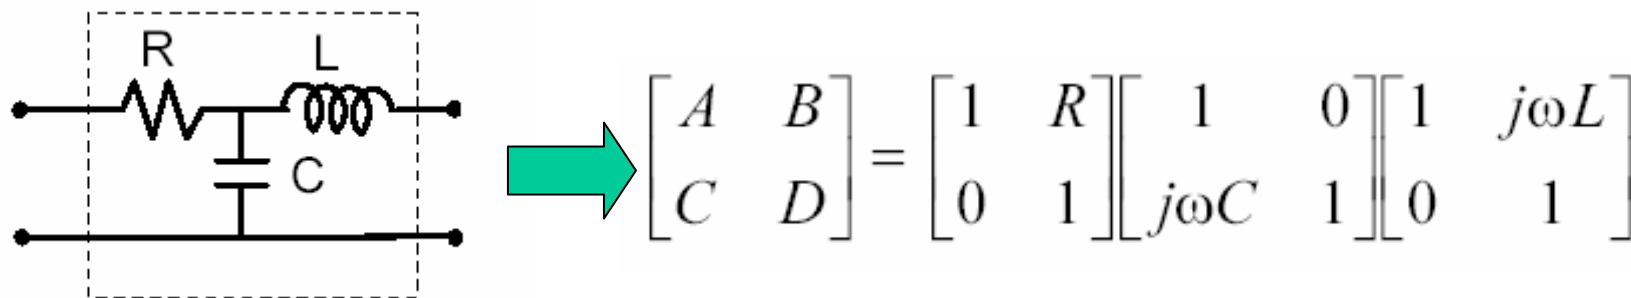 R L
C
[A B; C D] = [1 R; 0 1][1 0; jωC 1][1 jωL; 0 1]